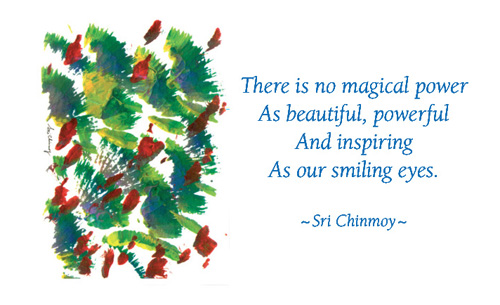 There is no magical power
As beautiful, powerful
And inspiring
As our smiling eyes.
~Sri Chinmoy~